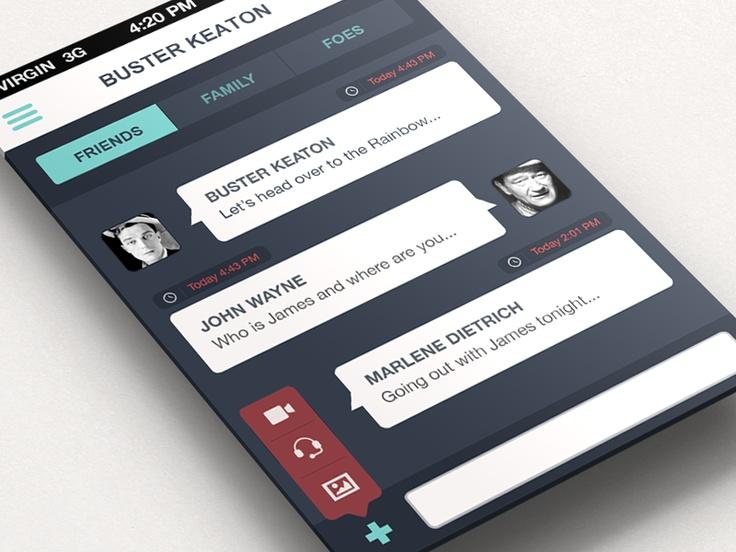 VIRGIN 3G 4:20 PM
BUSTER KEATON
FRIENDS FAMILY FOES
Today 4:43 PM
BUSTER KEATON
Let's head over to the Rainbow...
Today 4:43 PM
JOHN WAYNE
Who is James and where are you...
Today 2:01 PM
MARLENE DIETRICH
Going out with James tonight...